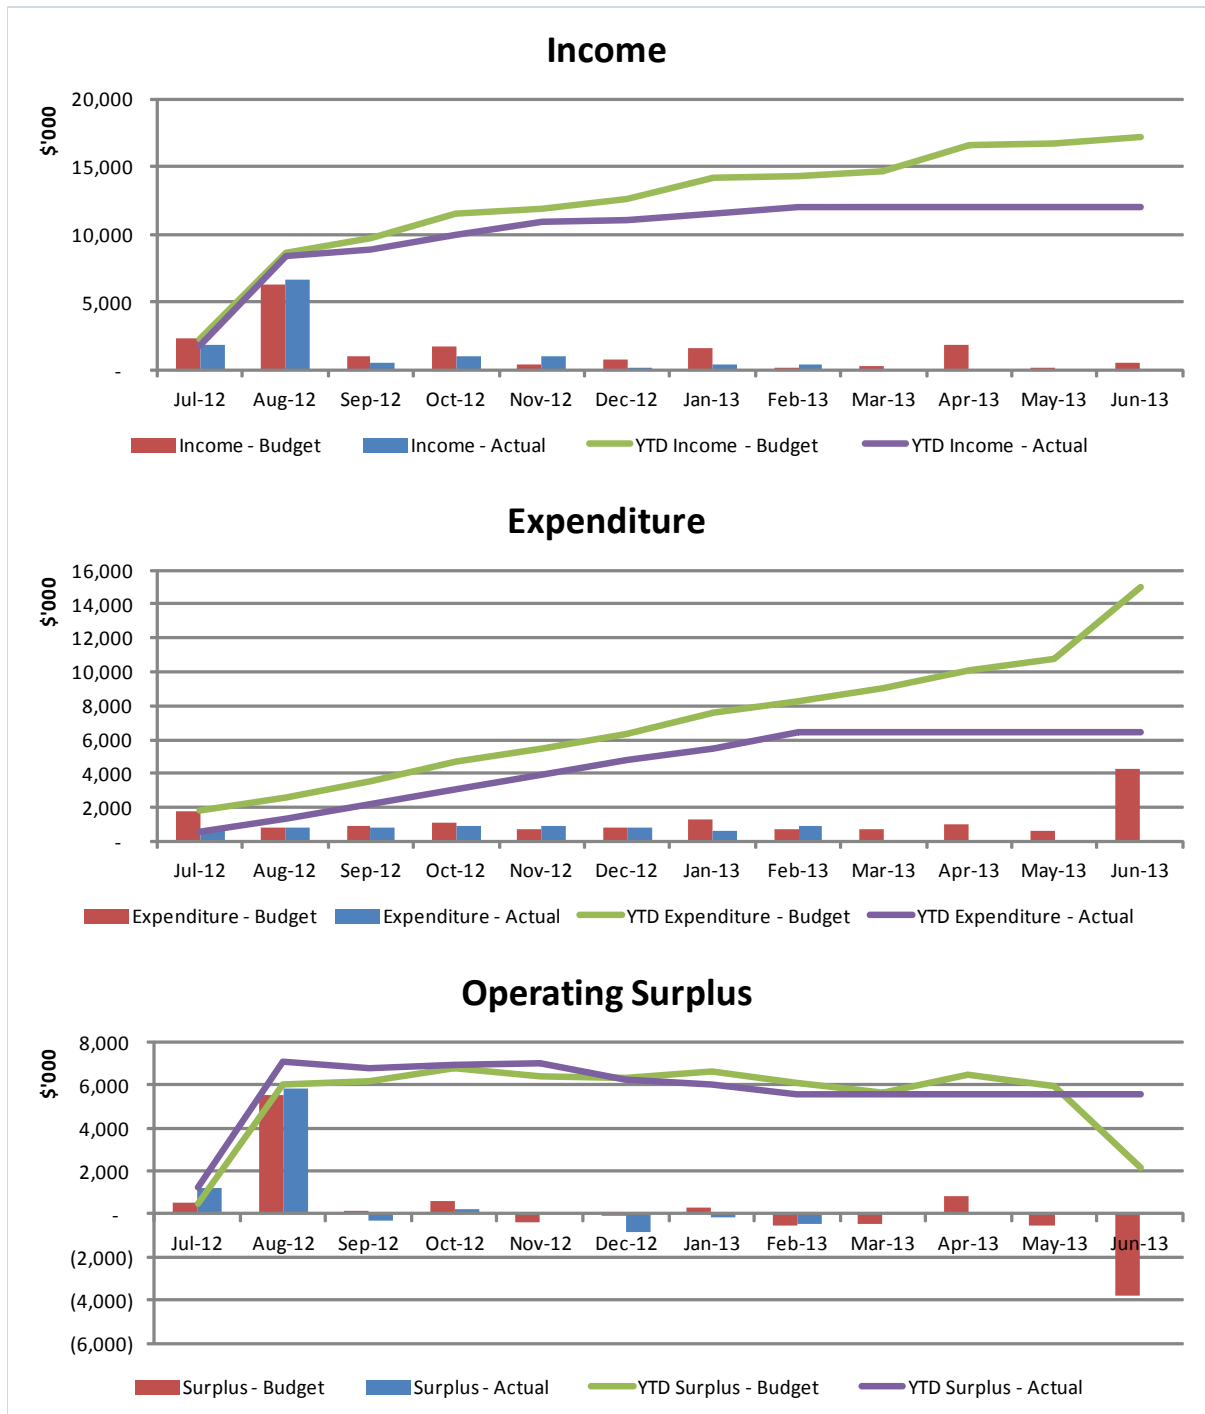 Income
$'000
20,000
15,000
10,000
5,000
-
Jul-12 Aug-12 Sep-12 Oct-12 Nov-12 Dec-12 Jan-13 Feb-13 Mar-13 Apr-13 May-13 Jun-13
Income - Budget Income - Actual YTD Income - Budget YTD Income - Actual
Expenditure
$'000
16,000
14,000
12,000
10,000
8,000
6,000
4,000
2,000
-
Jul-12 Aug-12 Sep-12 Oct-12 Nov-12 Dec-12 Jan-13 Feb-13 Mar-13 Apr-13 May-13 Jun-13
Expenditure - Budget Expenditure - Actual YTD Expenditure - Budget YTD Expenditure - Actual
Operating Surplus
$'000
8,000
6,000
4,000
2,000
-
Jul-12 Aug-12 Sep-12 Oct-12 Nov-12 Dec-12 Jan-13 Feb-13 Mar-13 Apr-13 May-13 Jun-13
(2,000)
(4,000)
(6,000)
Surplus - Budget Surplus - Actual YTD Surplus - Budget YTD Surplus - Actual